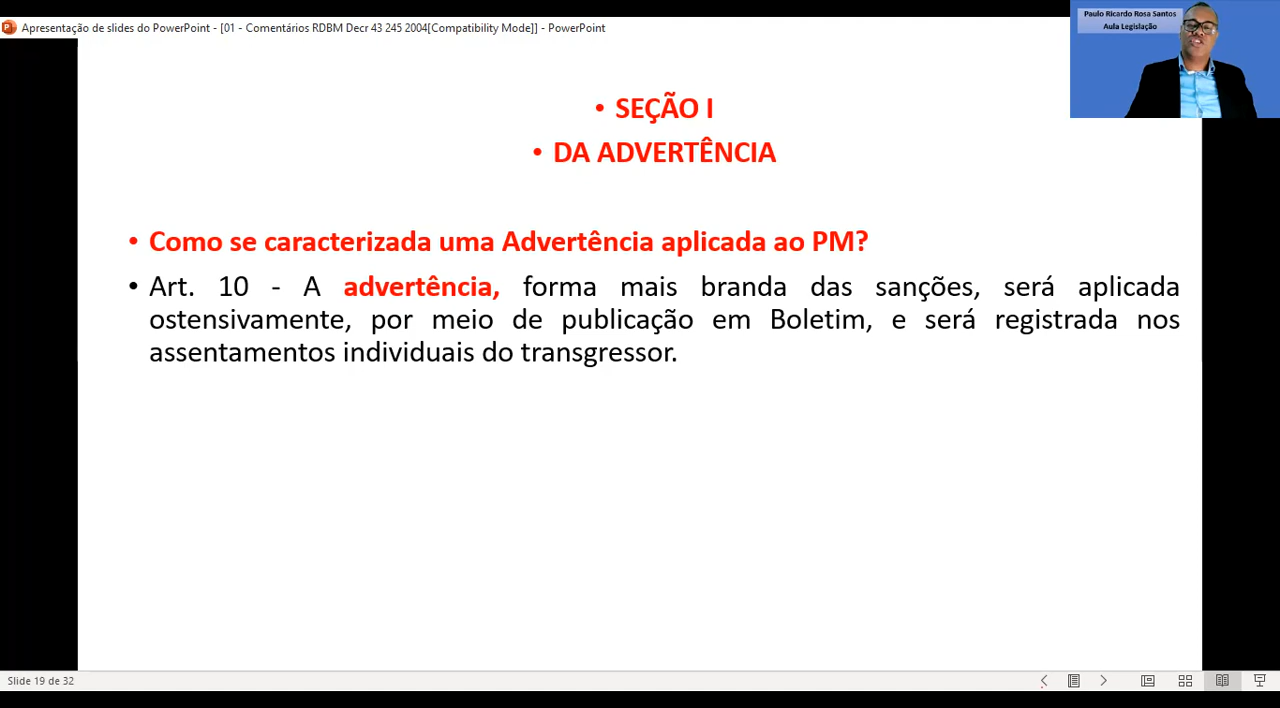 Apresentação de slides do PowerPoint - [01 - Comentários RDBM Decr 43 245 2004[Compatibility Mode]] - PowerPoint
Paulo Ricardo Rosa Santos
Aula Legislação
• SEÇÃO I
• DA ADVERTÊNCIA
• Como se caracterizada uma Advertência aplicada ao PM?
• Art. 10 - A advertência, forma mais branda das sanções, será aplicada
ostensivamente, por meio de publicação em Boletim, e será registrada nos
assentamentos individuais do transgressor.
Slide 19 de 32